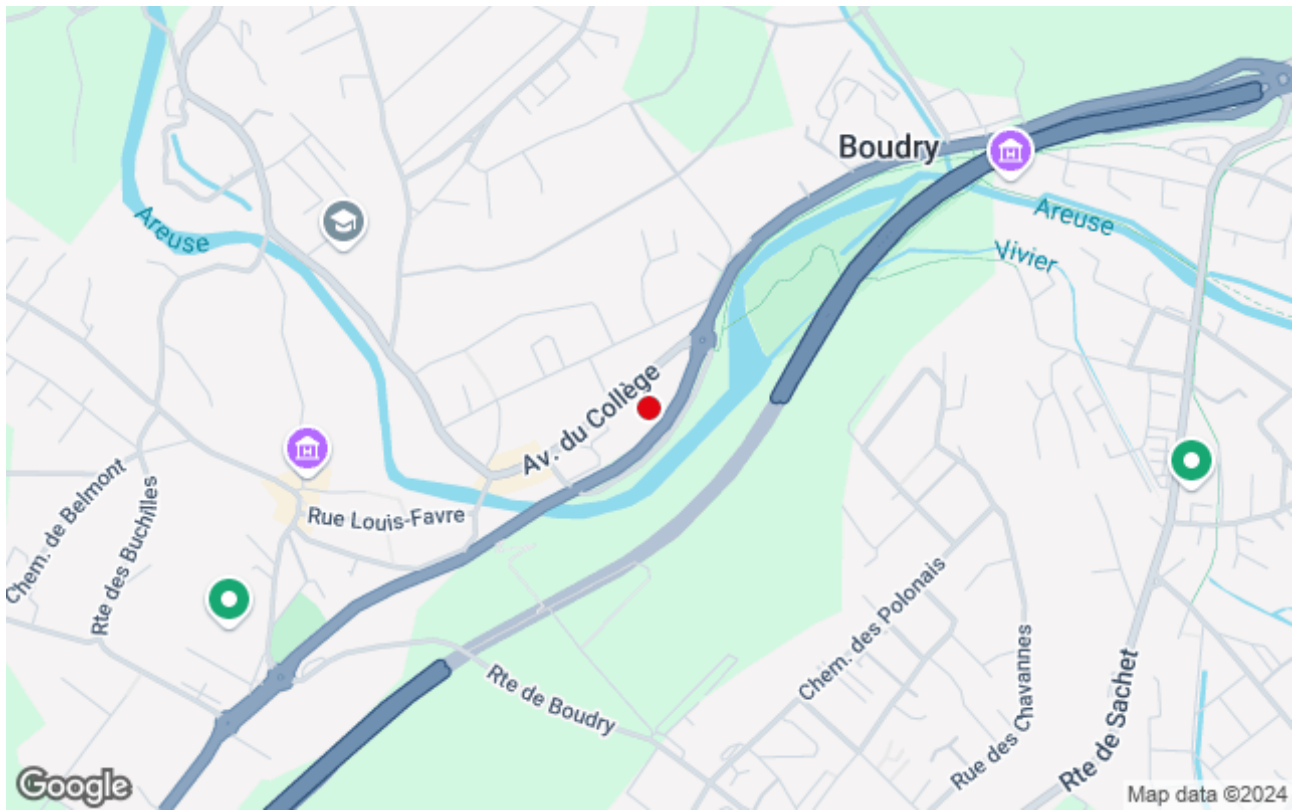 Boudry
Areuse
Areuse
Vivier
Av. du Collège
Chem. de Belmont
Rte des Buchilles
Rue Louis-Favre
Chem. des Polonais
Rte de Boudry
Rue des Chavannes
Rte de Sachet
Google
Map data ©2024